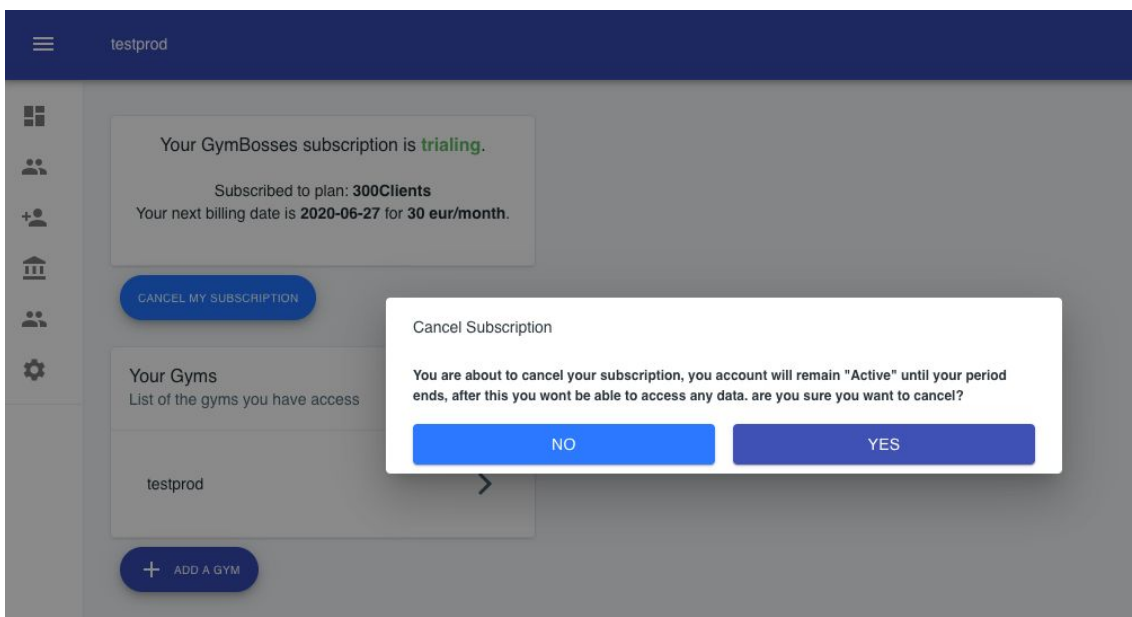 testprod
Your GymBosses subscription is trialing.
Subscribed to plan: 300Clients
Your next billing date is 2020-06-27 for 30 eur/month.
CANCEL MY SUBSCRIPTION
Cancel Subscription
You are about to cancel your subscription, you account will remain "Active" until your period
ends, after this you wont be able to access any data. are you sure you want to cancel?
NO YES
Your Gyms
List of the gyms you have access
testprod
ADD A GYM